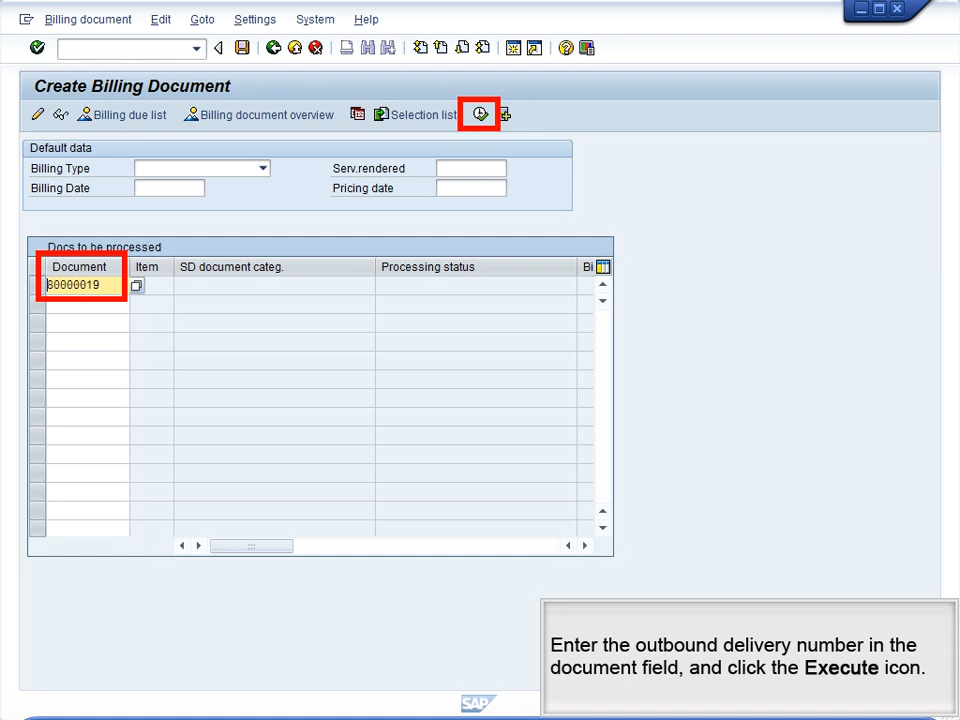 Billing document Edit Goto Settings System Help
Create Billing Document
Billing due list Billing document overview Selection list
Default data
Billing Type Serv.rendered
Billing Date Pricing date
Docs to be processed
Document Item SD document categ. Processing status Bi
80000019
Enter the outbound delivery number in the
document field, and click the Execute icon.
SAP